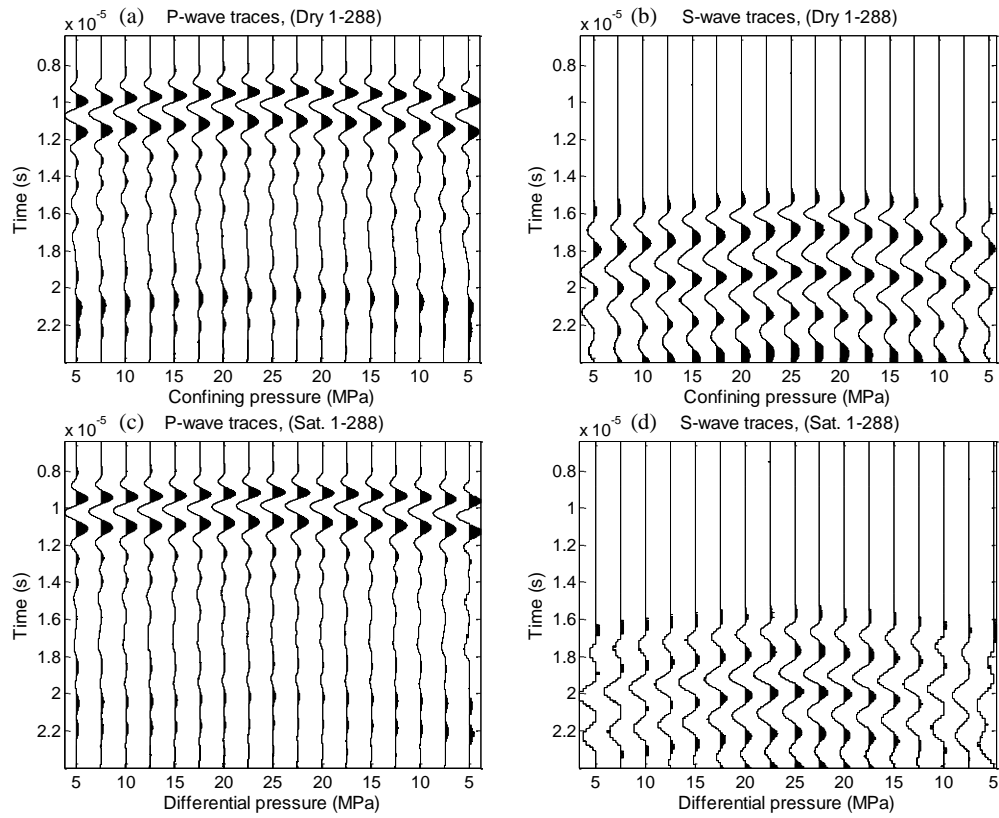 x 10⁻⁵ (a) P-wave traces, (Dry 1-288)
Time (s)
0.8
1
1.2
1.4
1.6
1.8
2
2.2
5 10 15 20 25 20 15 10 5
Confining pressure (MPa)
x 10⁻⁵ (b) S-wave traces, (Dry 1-288)
Time (s)
0.8
1
1.2
1.4
1.6
1.8
2
2.2
5 10 15 20 25 20 15 10 5
Confining pressure (MPa)
x 10⁻⁵ (c) P-wave traces, (Sat. 1-288)
Time (s)
0.8
1
1.2
1.4
1.6
1.8
2
2.2
5 10 15 20 25 20 15 10 5
Differential pressure (MPa)
x 10⁻⁵ (d) S-wave traces, (Sat. 1-288)
Time (s)
0.8
1
1.2
1.4
1.6
1.8
2
2.2
5 10 15 20 25 20 15 10 5
Differential pressure (MPa)